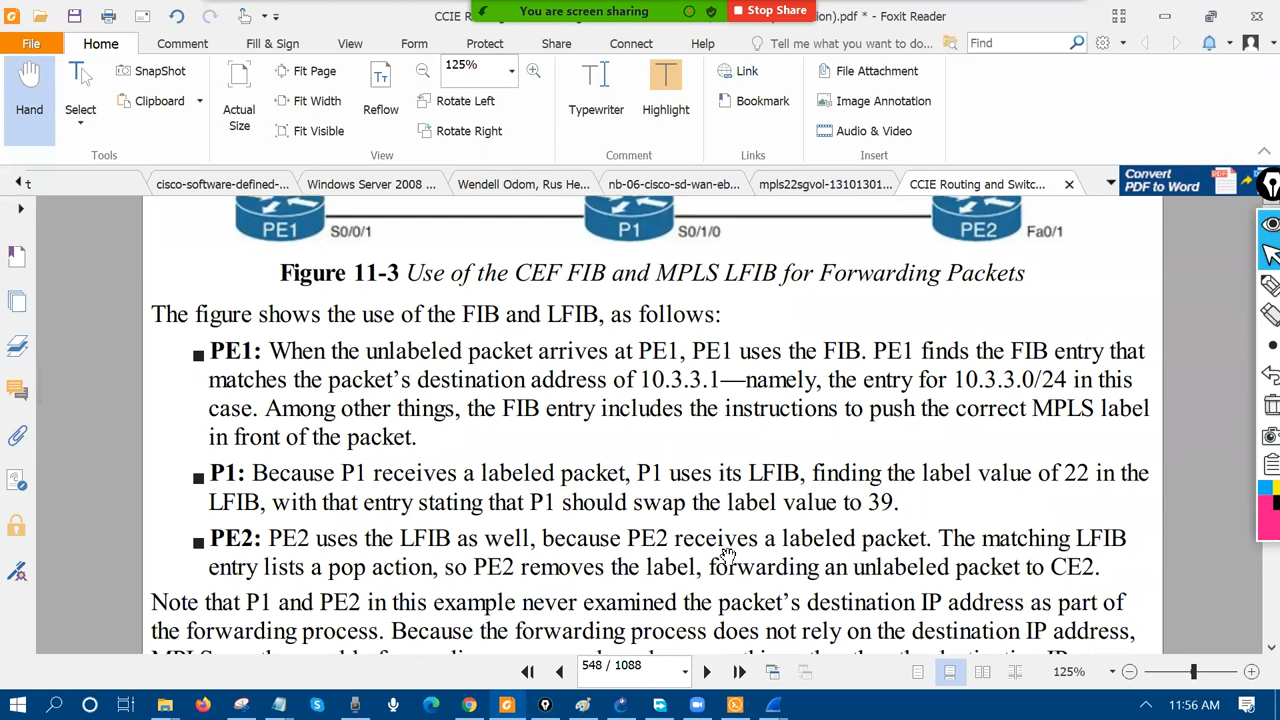 CCIE Routing and Switching
ion).pdf * - Foxit Reader
You are screen sharing
Stop Share
File
Home
Comment
Fill & Sign
View
Form
Protect
Share
Connect
Help
Tell me what you want to do...
Find
Hand
Select
SnapShot
Clipboard
Actual
Size
Fit Page
Fit Width
Fit Visible
Reflow
125%
Rotate Left
Rotate Right
Typewriter
Highlight
Link
Bookmark
File Attachment
Image Annotation
Audio & Video
Tools
View
Comment
Links
Insert
t
cisco-software-defined-...
Windows Server 2008 ...
Wendell Odom, Rus He...
nb-06-cisco-sd-wan-eb...
mpls22sgvol-13101301...
CCIE Routing and Switc...
Convert
PDF to Word
PE1
S0/0/1
P1
S0/1/0
PE2
Fa0/1
Figure 11-3 Use of the CEF FIB and MPLS LFIB for Forwarding Packets
The figure shows the use of the FIB and LFIB, as follows:
■ PE1: When the unlabeled packet arrives at PE1, PE1 uses the FIB. PE1 finds the FIB entry that
matches the packet’s destination address of 10.3.3.1—namely, the entry for 10.3.3.0/24 in this
case. Among other things, the FIB entry includes the instructions to push the correct MPLS label
in front of the packet.
■ P1: Because P1 receives a labeled packet, P1 uses its LFIB, finding the label value of 22 in the
LFIB, with that entry stating that P1 should swap the label value to 39.
■ PE2: PE2 uses the LFIB as well, because PE2 receives a labeled packet. The matching LFIB
entry lists a pop action, so PE2 removes the label, forwarding an unlabeled packet to CE2.
Note that P1 and PE2 in this example never examined the packet’s destination IP address as part of
the forwarding process. Because the forwarding process does not rely on the destination IP address,
548 / 1088
125%
11:56 AM